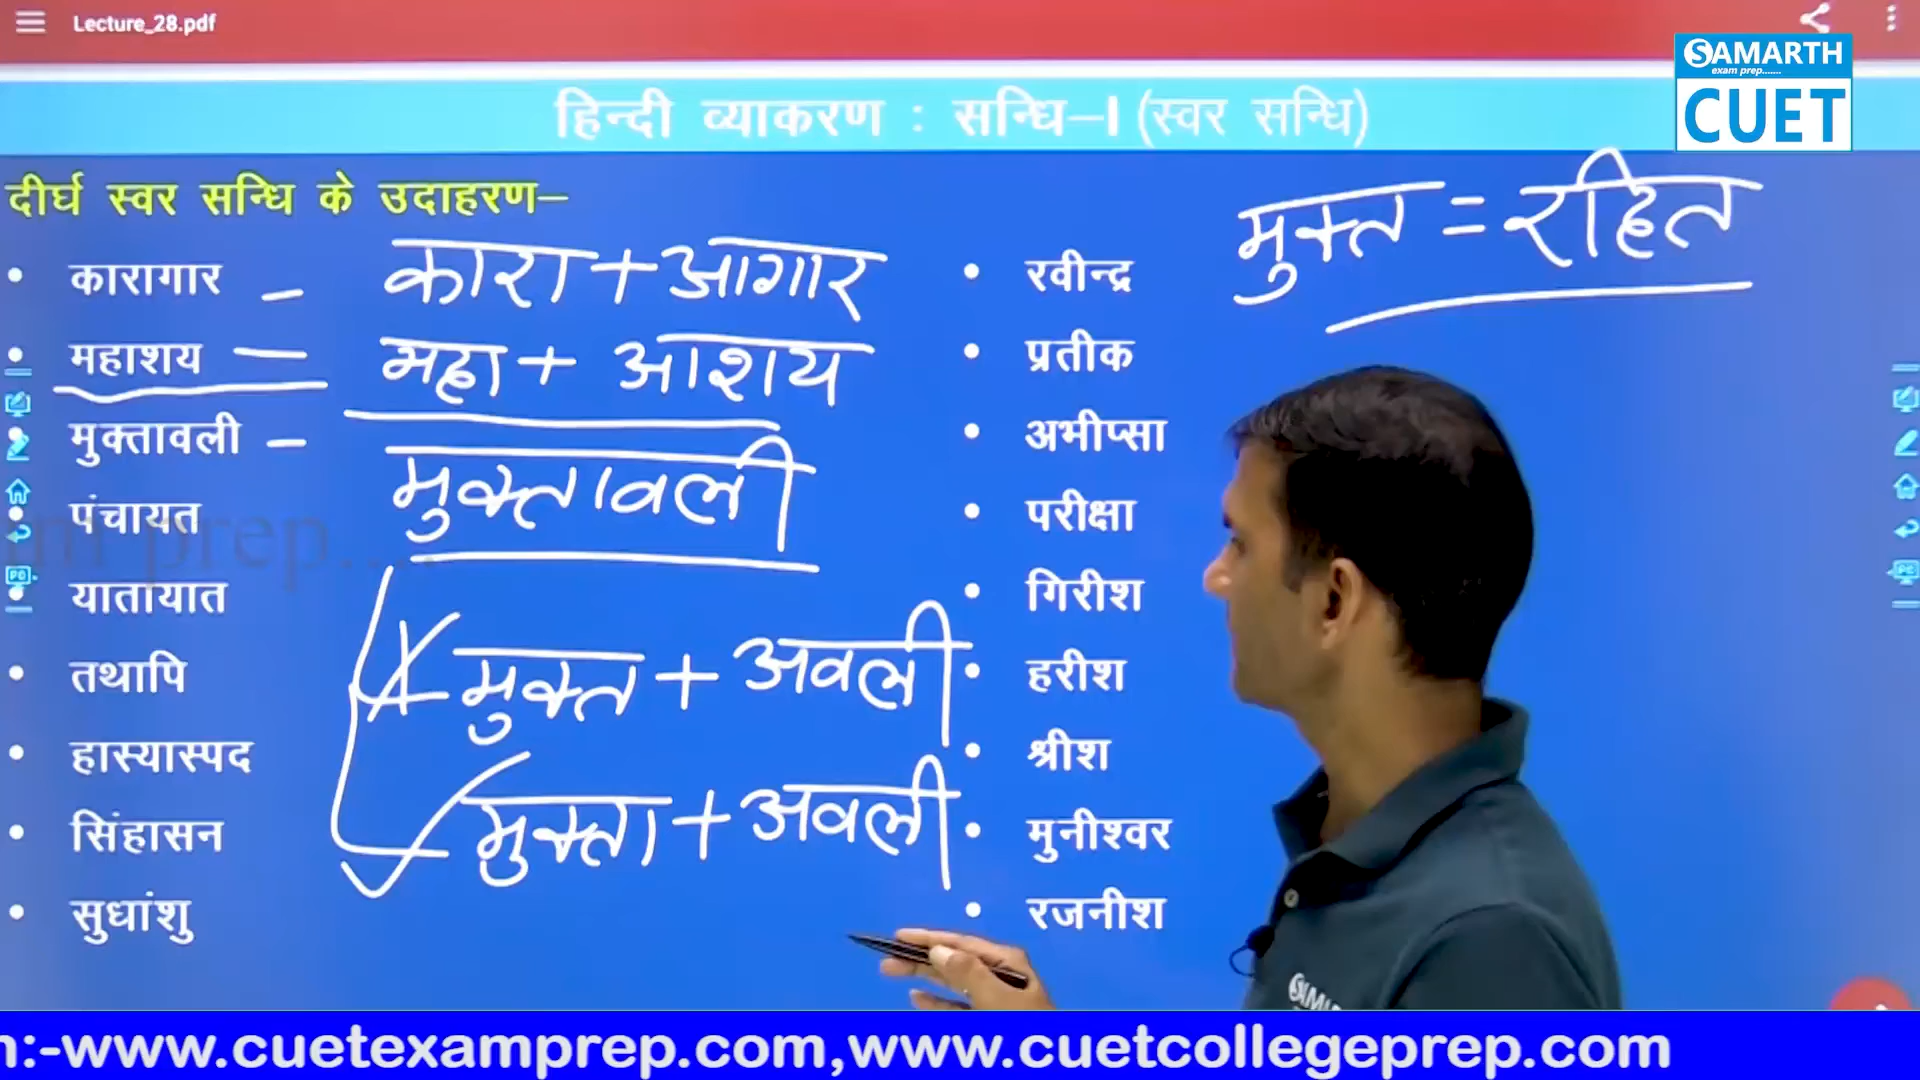 Lecture_28.pdf
SAMARTH
exam prep.......
CUET
हिन्दी व्याकरण : सन्धि–I (स्वर सन्धि)
दीर्घ स्वर सन्धि के उदाहरण–
मुक्त = रहित
• कारागार – कारा + आगार
• महाशय – महा + आशय
• मुक्तावली – मुक्तावली
• पंचायत
• यातायात
• तथापि
मुक्त + अवली
• हास्यास्पद
• सिंहासन
मुक्ता + अवली
• सुधांशु
• रवीन्द्र
• प्रतीक
• अभीप्सा
• परीक्षा
• गिरीश
• हरीश
• श्रीश
• मुनीश्वर
• रजनीश
prep....
n:-www.cuetexamprep.com,www.cuetcollegeprep.com